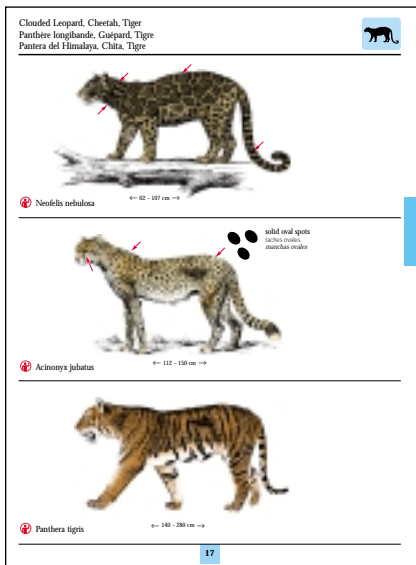 Clouded Leopard, Cheetah, Tiger
Panthère longibande, Guépard, Tigre
Pantera del Himalaya, Chita, Tigre
← 62 – 107 cm →
Neofelis nebulosa
solid oval spots
taches ovales
manchas ovales
← 112 – 150 cm →
Acinonyx jubatus
← 140 – 280 cm →
Panthera tigris
17